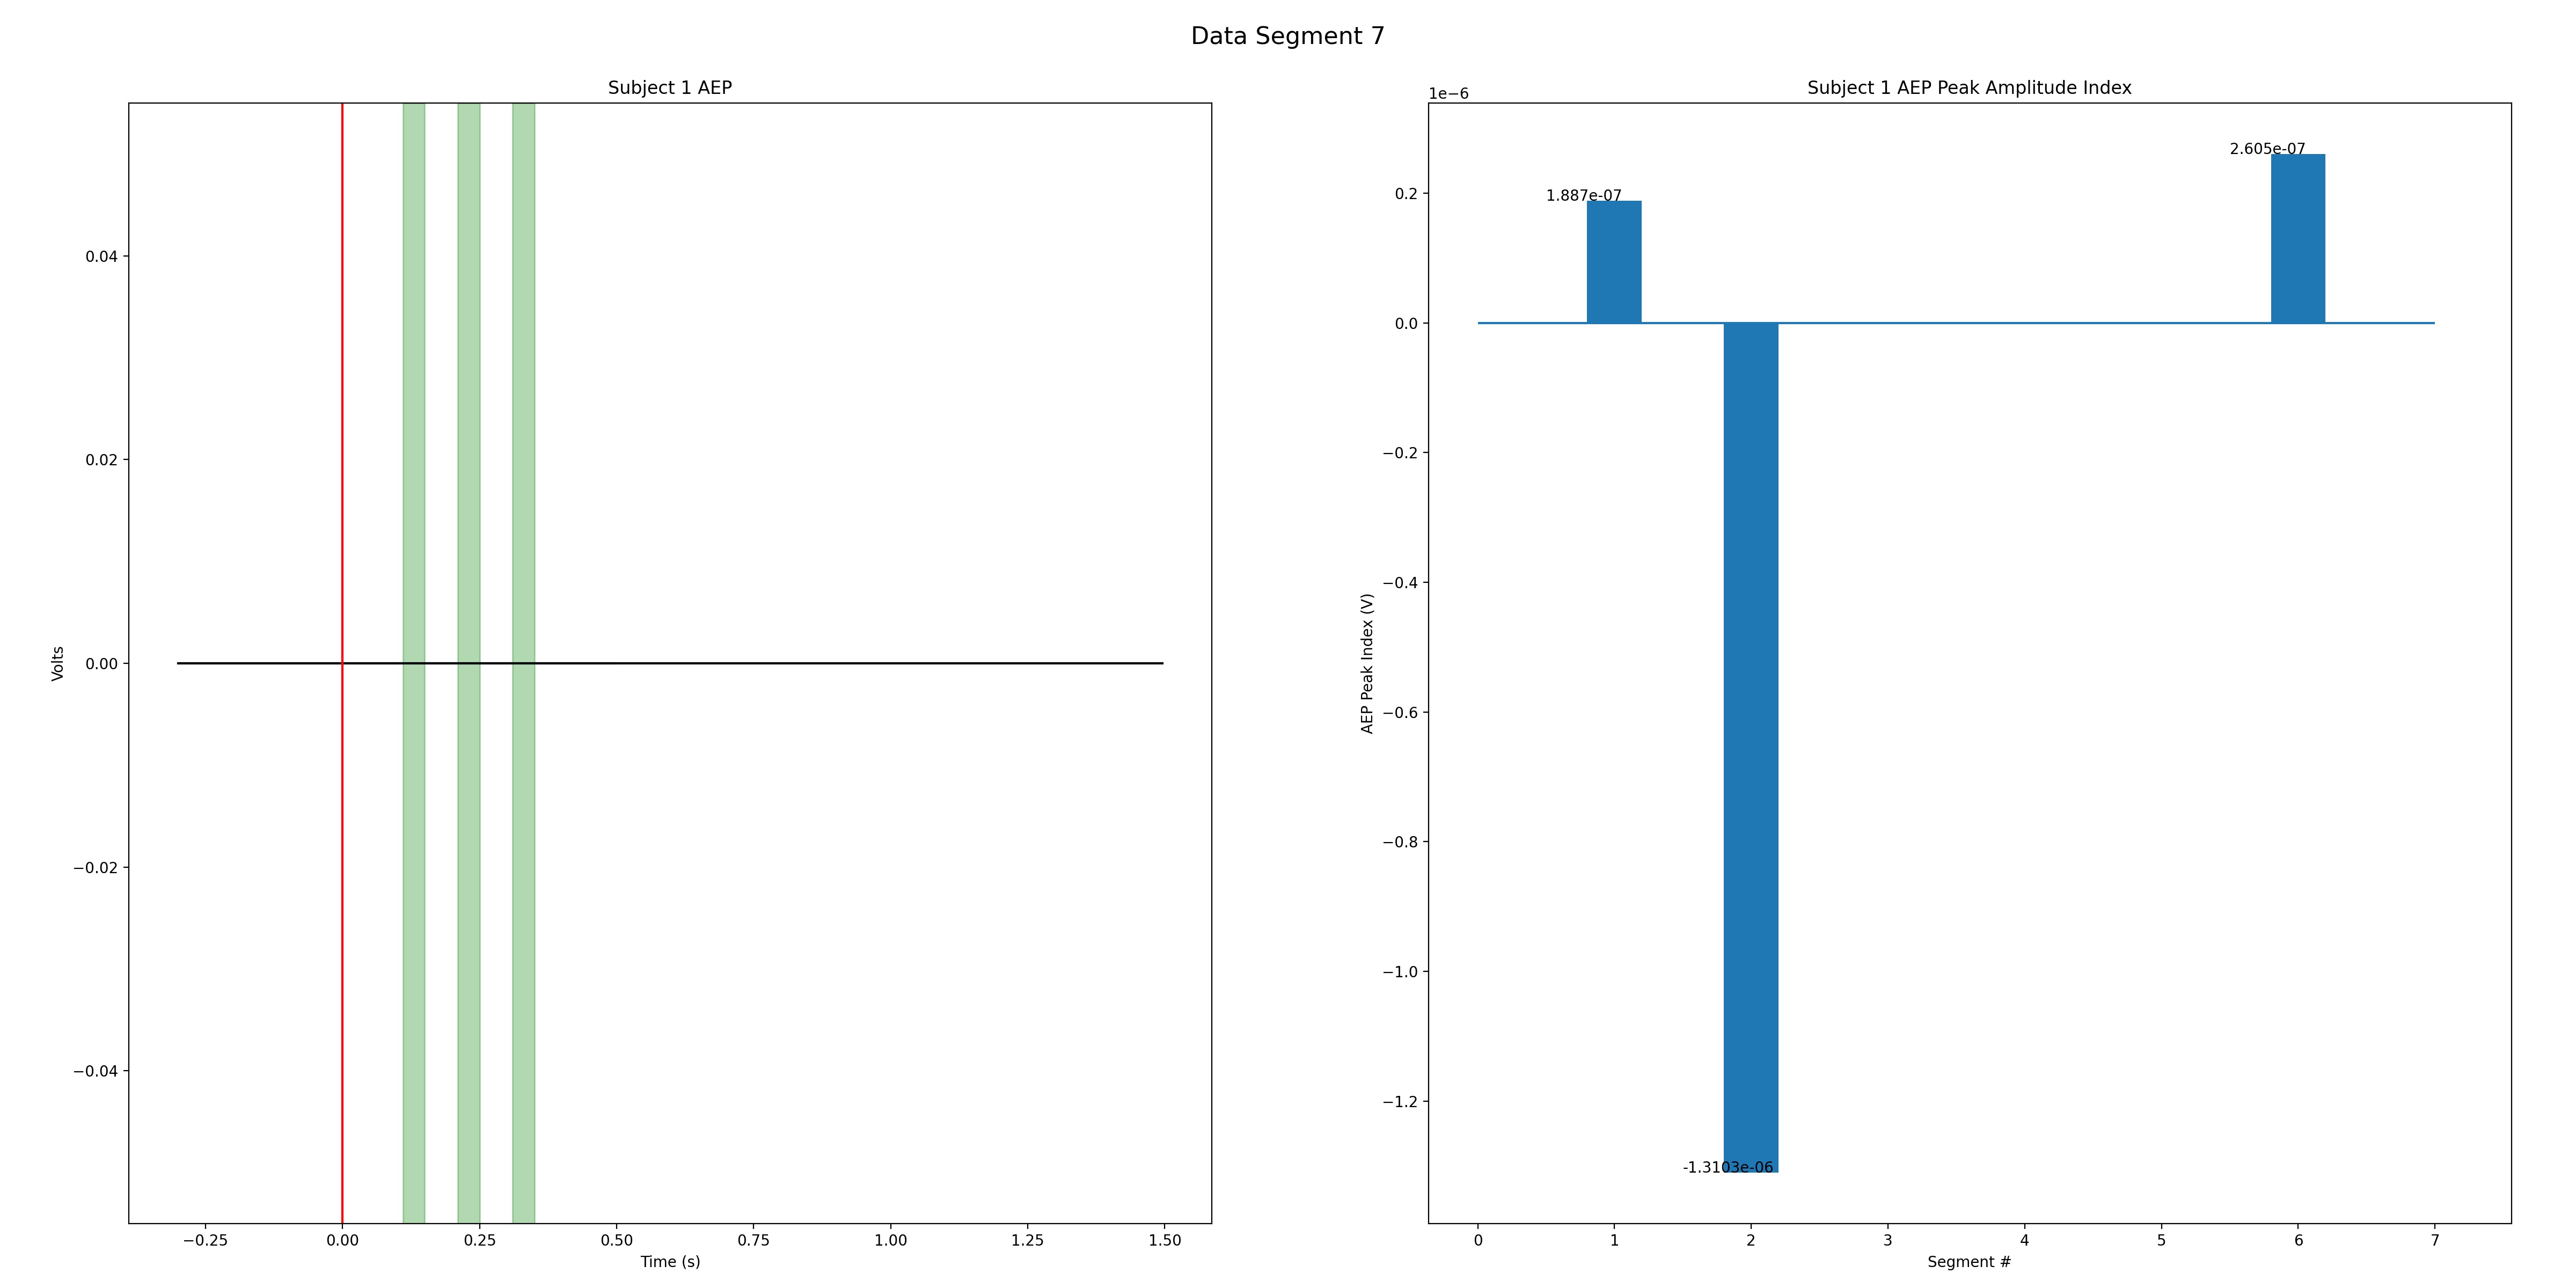 Data Segment 7
Subject 1 AEP
Volts
0.04
0.02
0.00
−0.02
−0.04
−0.25 0.00 0.25 0.50 0.75 1.00 1.25 1.50
Time (s)
Subject 1 AEP Peak Amplitude Index
1e−6
AEP Peak Index (V)
0.2
0.0
−0.2
−0.4
−0.6
−0.8
−1.0
−1.2
1.887e-07
-1.3103e-06
2.605e-07
0 1 2 3 4 5 6 7
Segment #